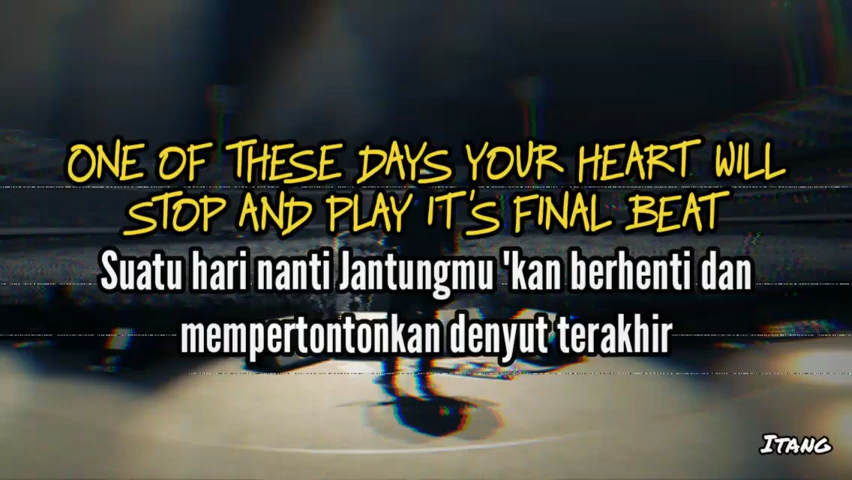 ONE OF THESE DAYS YOUR HEART WILL
STOP AND PLAY IT'S FINAL BEAT
Suatu hari nanti Jantungmu 'kan berhenti dan
mempertontonkan denyut terakhir
Itang